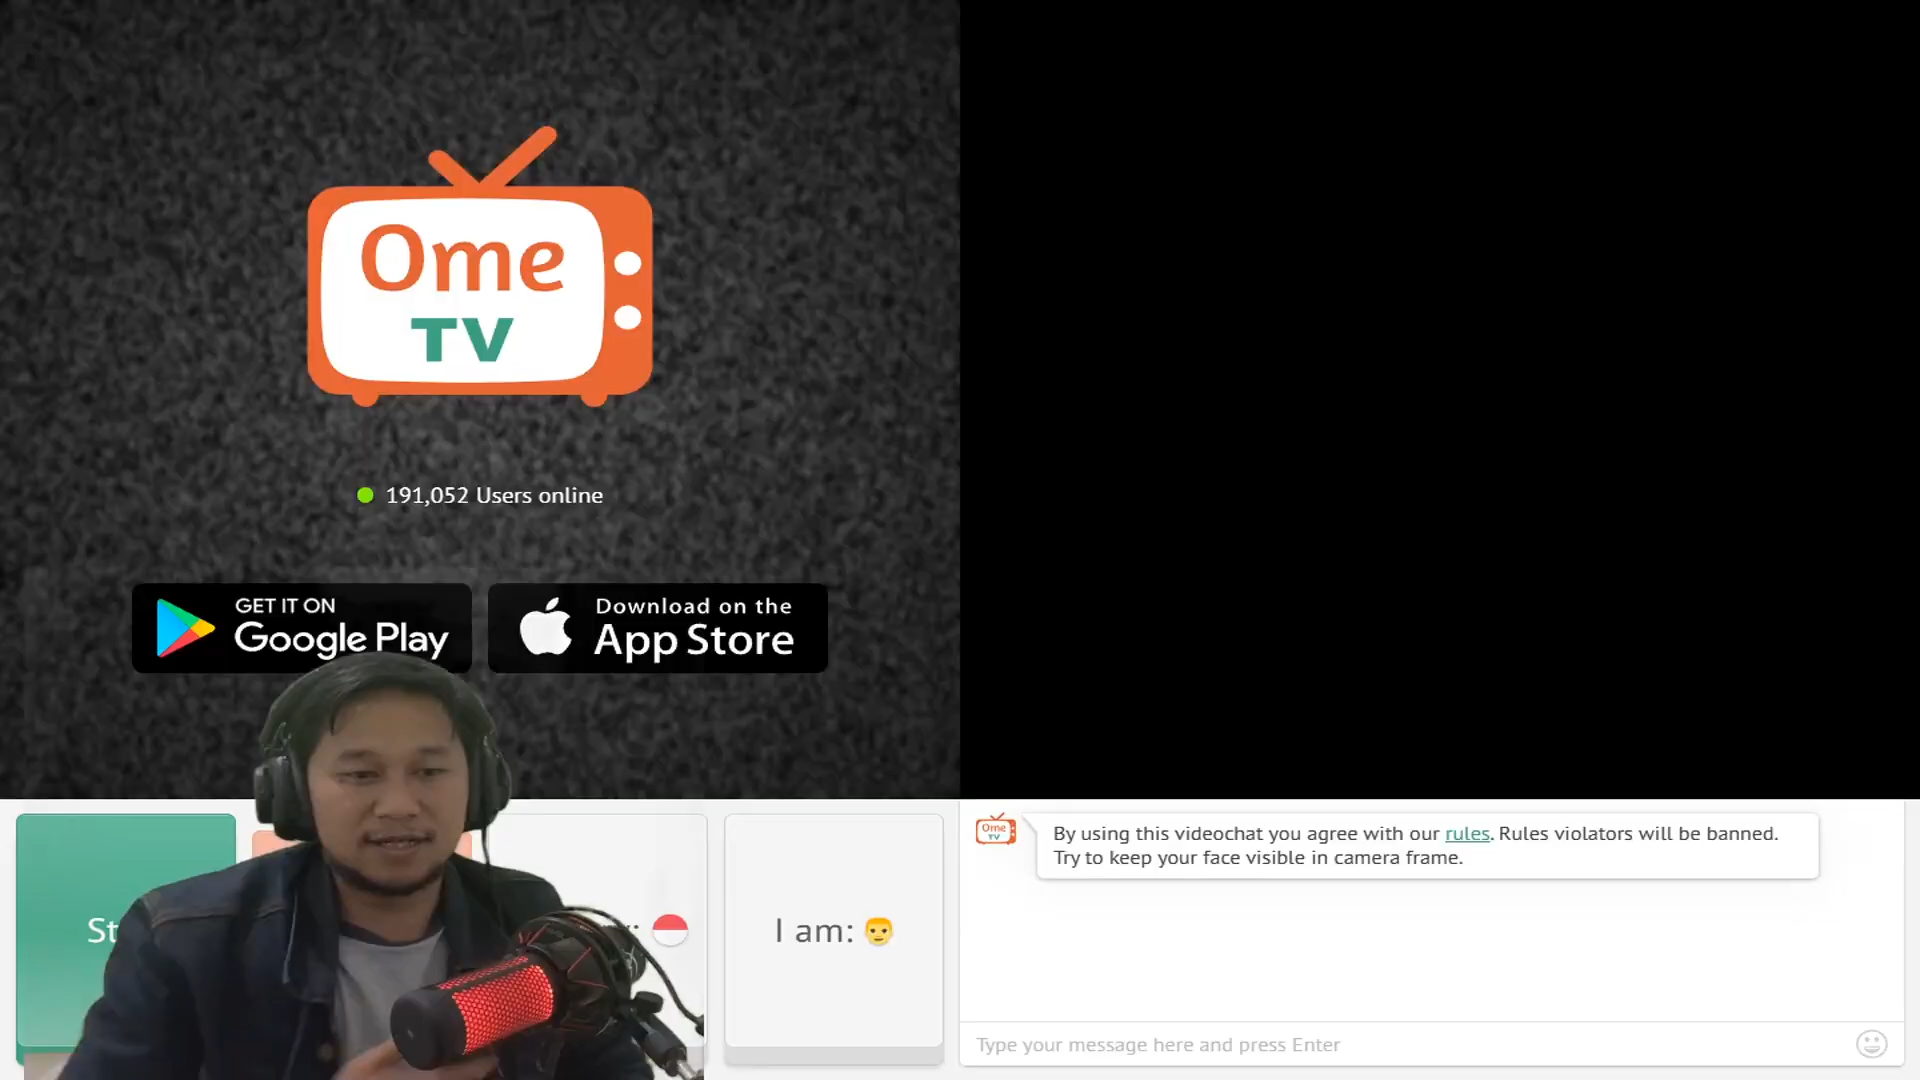 Ome
TV
191,052 Users online
GET IT ON
Google Play
Download on the
App Store
St
I am:
Ome
TV
By using this videochat you agree with our rules. Rules violators will be banned.
Try to keep your face visible in camera frame.
Type your message here and press Enter